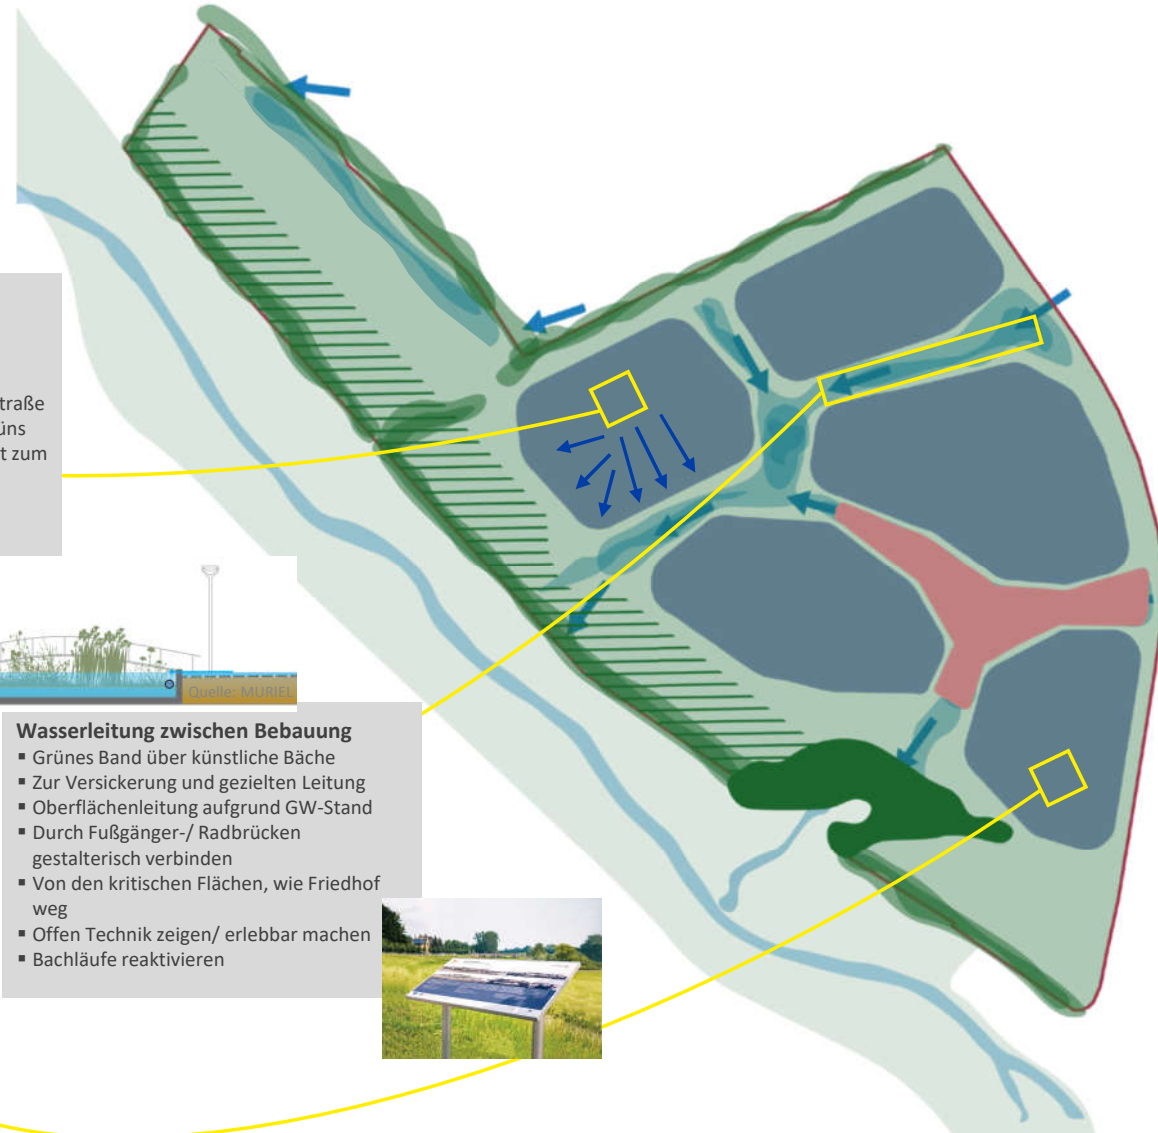 traße
üns
t zum
Quelle: MURIEL
Wasserleitung zwischen Bebauung
▪ Grünes Band über künstliche Bäche
▪ Zur Versickerung und gezielten Leitung
▪ Oberflächenleitung aufgrund GW-Stand
▪ Durch Fußgänger-/ Radbrücken
gestalterisch verbinden
▪ Von den kritischen Flächen, wie Friedhof
weg
▪ Offen Technik zeigen/ erlebbar machen
▪ Bachläufe reaktivieren